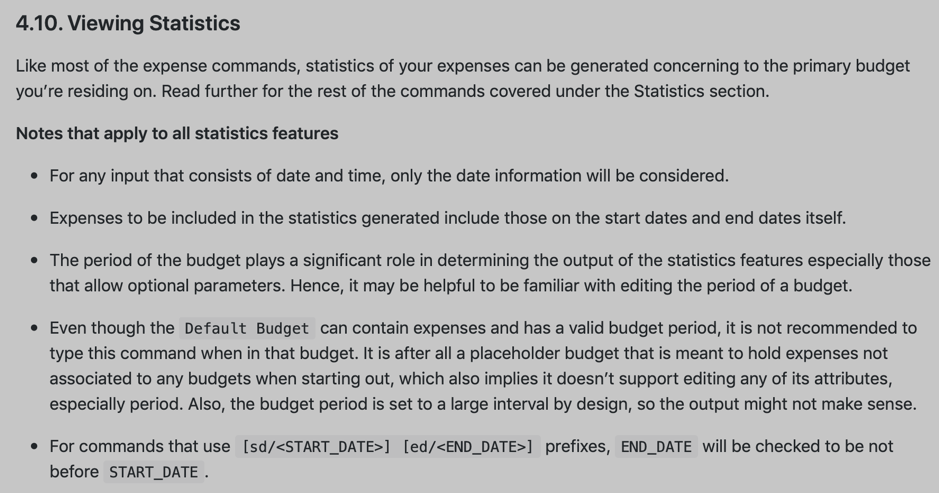 4.10. Viewing Statistics
Like most of the expense commands, statistics of your expenses can be generated concerning to the primary budget
you’re residing on. Read further for the rest of the commands covered under the Statistics section.
Notes that apply to all statistics features
• For any input that consists of date and time, only the date information will be considered.
• Expenses to be included in the statistics generated include those on the start dates and end dates itself.
• The period of the budget plays a significant role in determining the output of the statistics features especially those
that allow optional parameters. Hence, it may be helpful to be familiar with editing the period of a budget.
• Even though the Default Budget can contain expenses and has a valid budget period, it is not recommended to
type this command when in that budget. It is after all a placeholder budget that is meant to hold expenses not
associated to any budgets when starting out, which also implies it doesn’t support editing any of its attributes,
especially period. Also, the budget period is set to a large interval by design, so the output might not make sense.
• For commands that use [sd/<START_DATE>] [ed/<END_DATE>] prefixes, END_DATE will be checked to be not
before START_DATE.